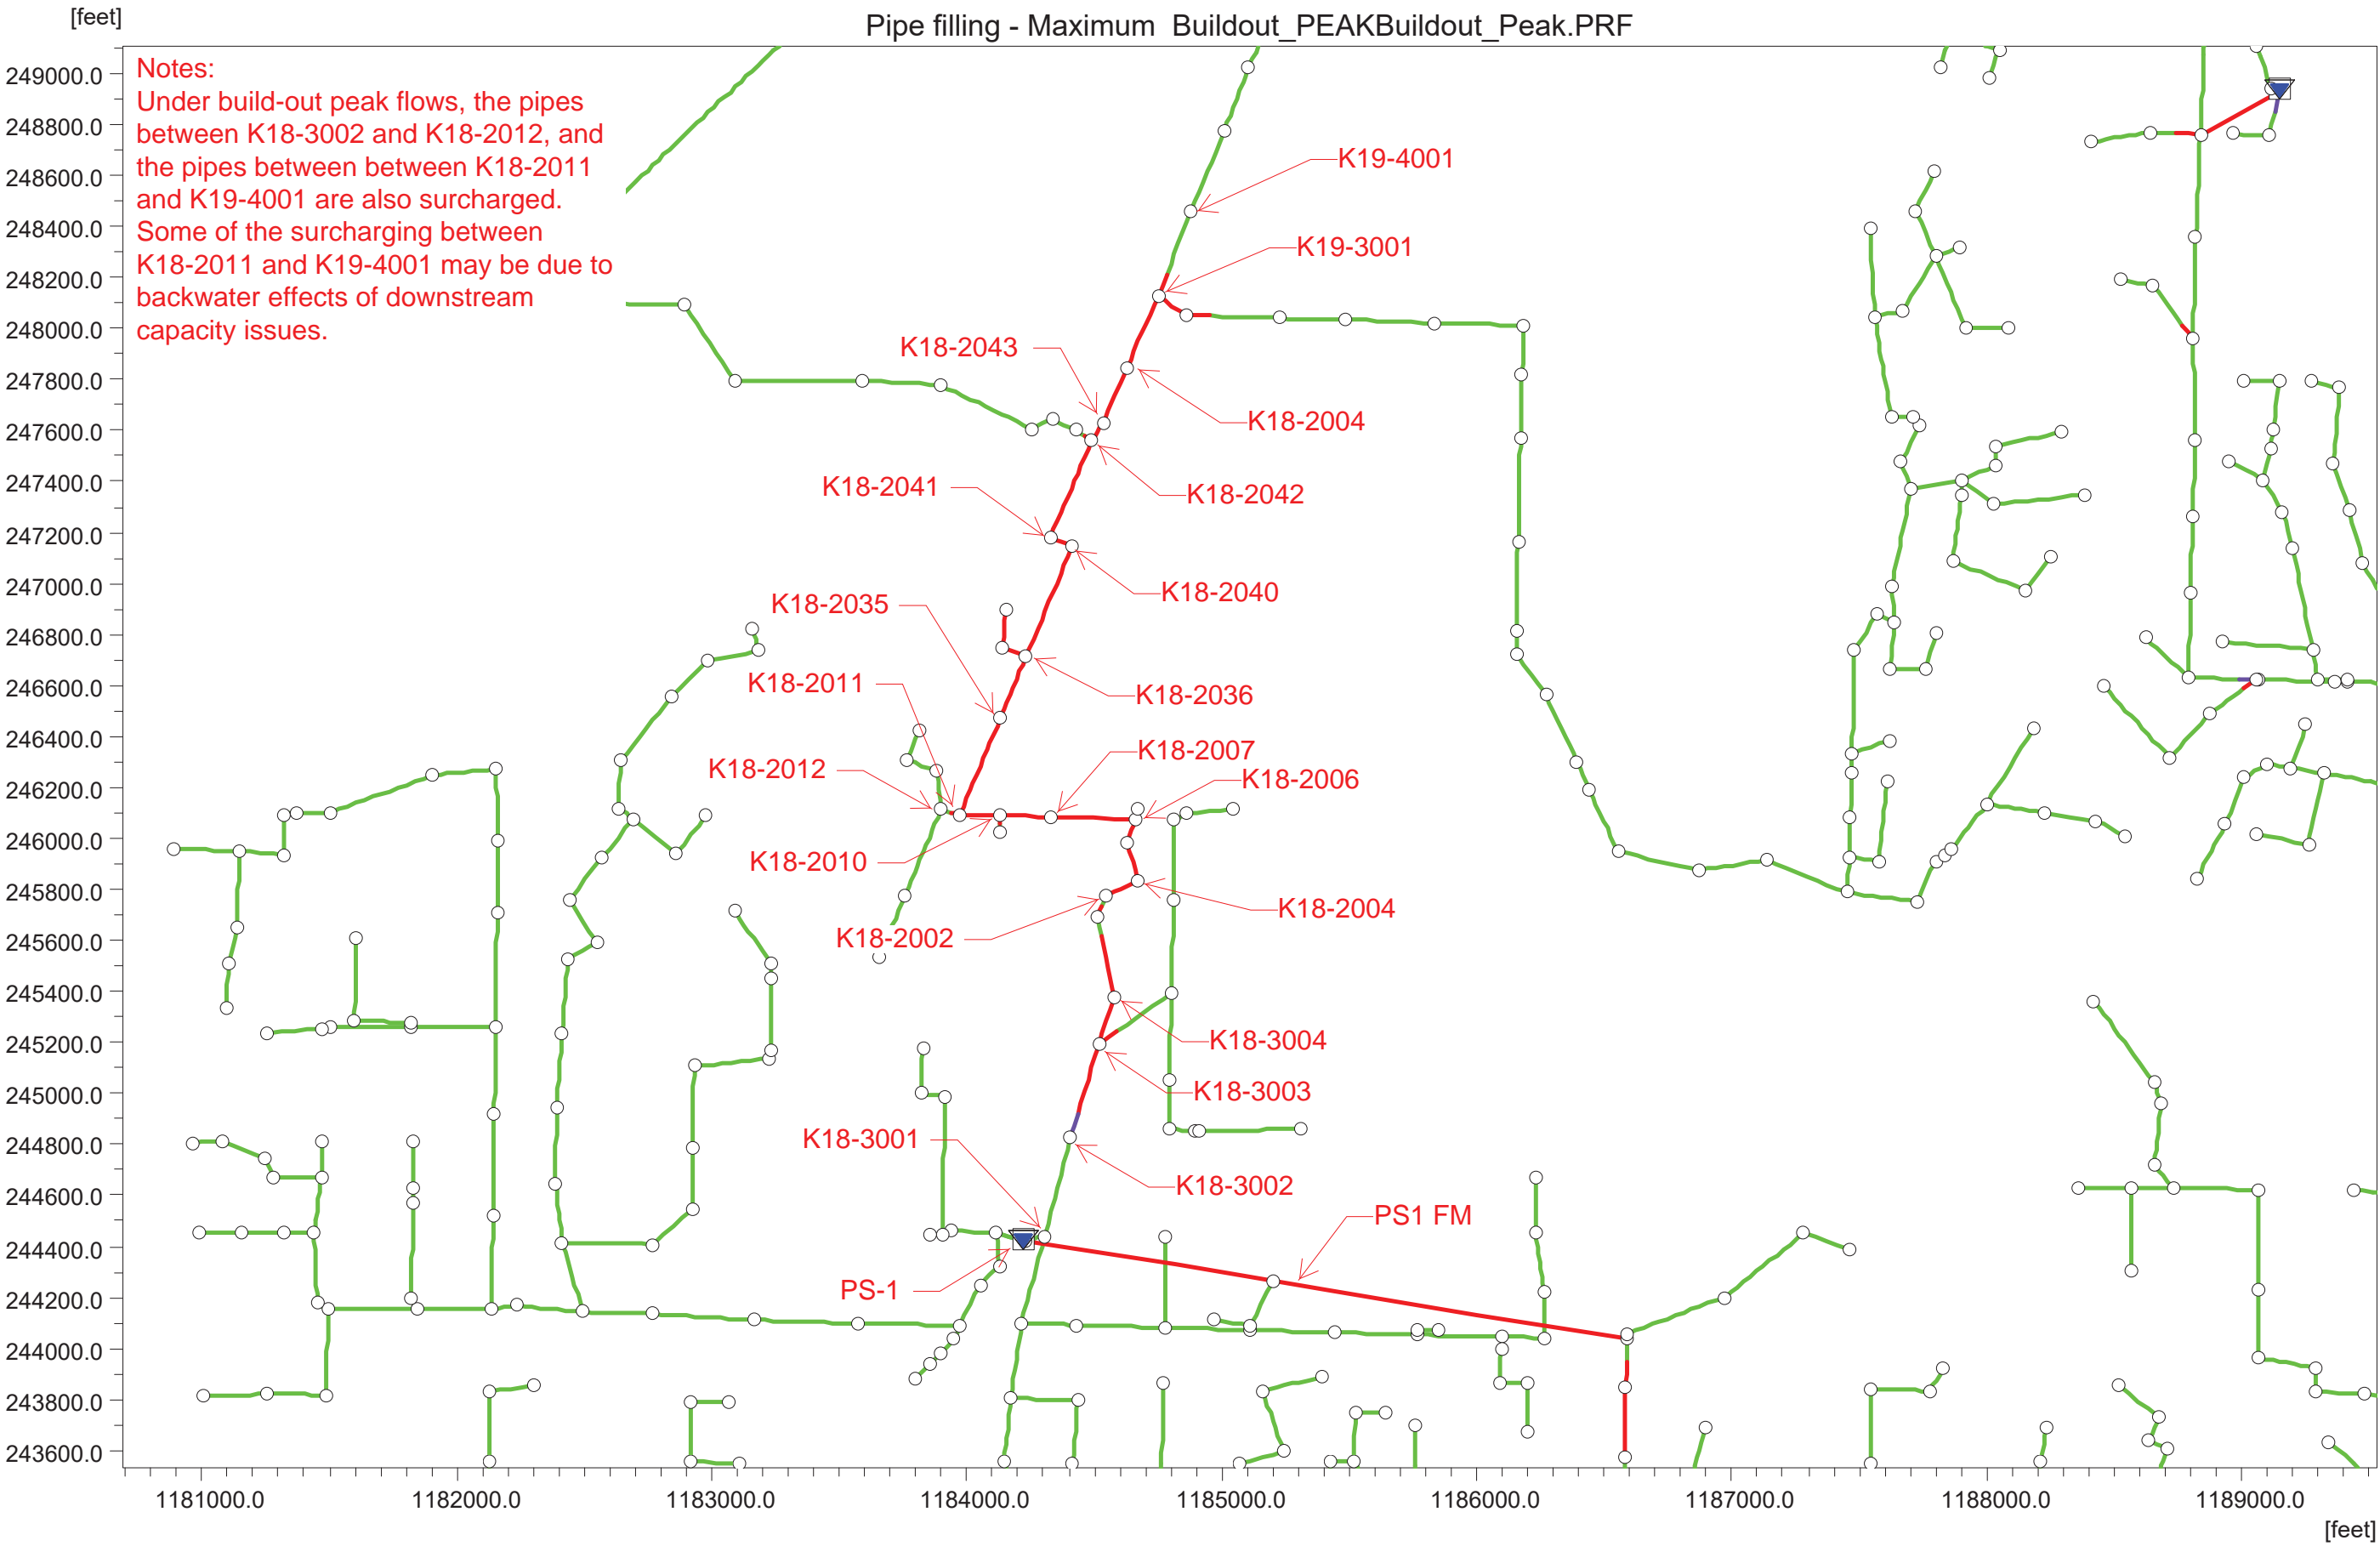 [feet]
Pipe filling - Maximum  Buildout_PEAKBuildout_Peak.PRF
Notes:
Under build-out peak flows, the pipes
between K18-3002 and K18-2012, and
the pipes between between K18-2011
and K19-4001 are also surcharged.
Some of the surcharging between
K18-2011 and K19-4001 may be due to
backwater effects of downstream
capacity issues.
249000.0
248800.0
248600.0
248400.0
248200.0
248000.0
247800.0
247600.0
247400.0
247200.0
247000.0
246800.0
246600.0
246400.0
246200.0
246000.0
245800.0
245600.0
245400.0
245200.0
245000.0
244800.0
244600.0
244400.0
244200.0
244000.0
243800.0
243600.0
K19-4001
K19-3001
K18-2043
K18-2004
K18-2041
K18-2042
K18-2040
K18-2035
K18-2011
K18-2036
K18-2007
K18-2012
K18-2006
K18-2010
K18-2004
K18-2002
K18-3004
K18-3003
K18-3001
K18-3002
PS1 FM
PS-1
1181000.0
1182000.0
1183000.0
1184000.0
1185000.0
1186000.0
1187000.0
1188000.0
1189000.0
[feet]